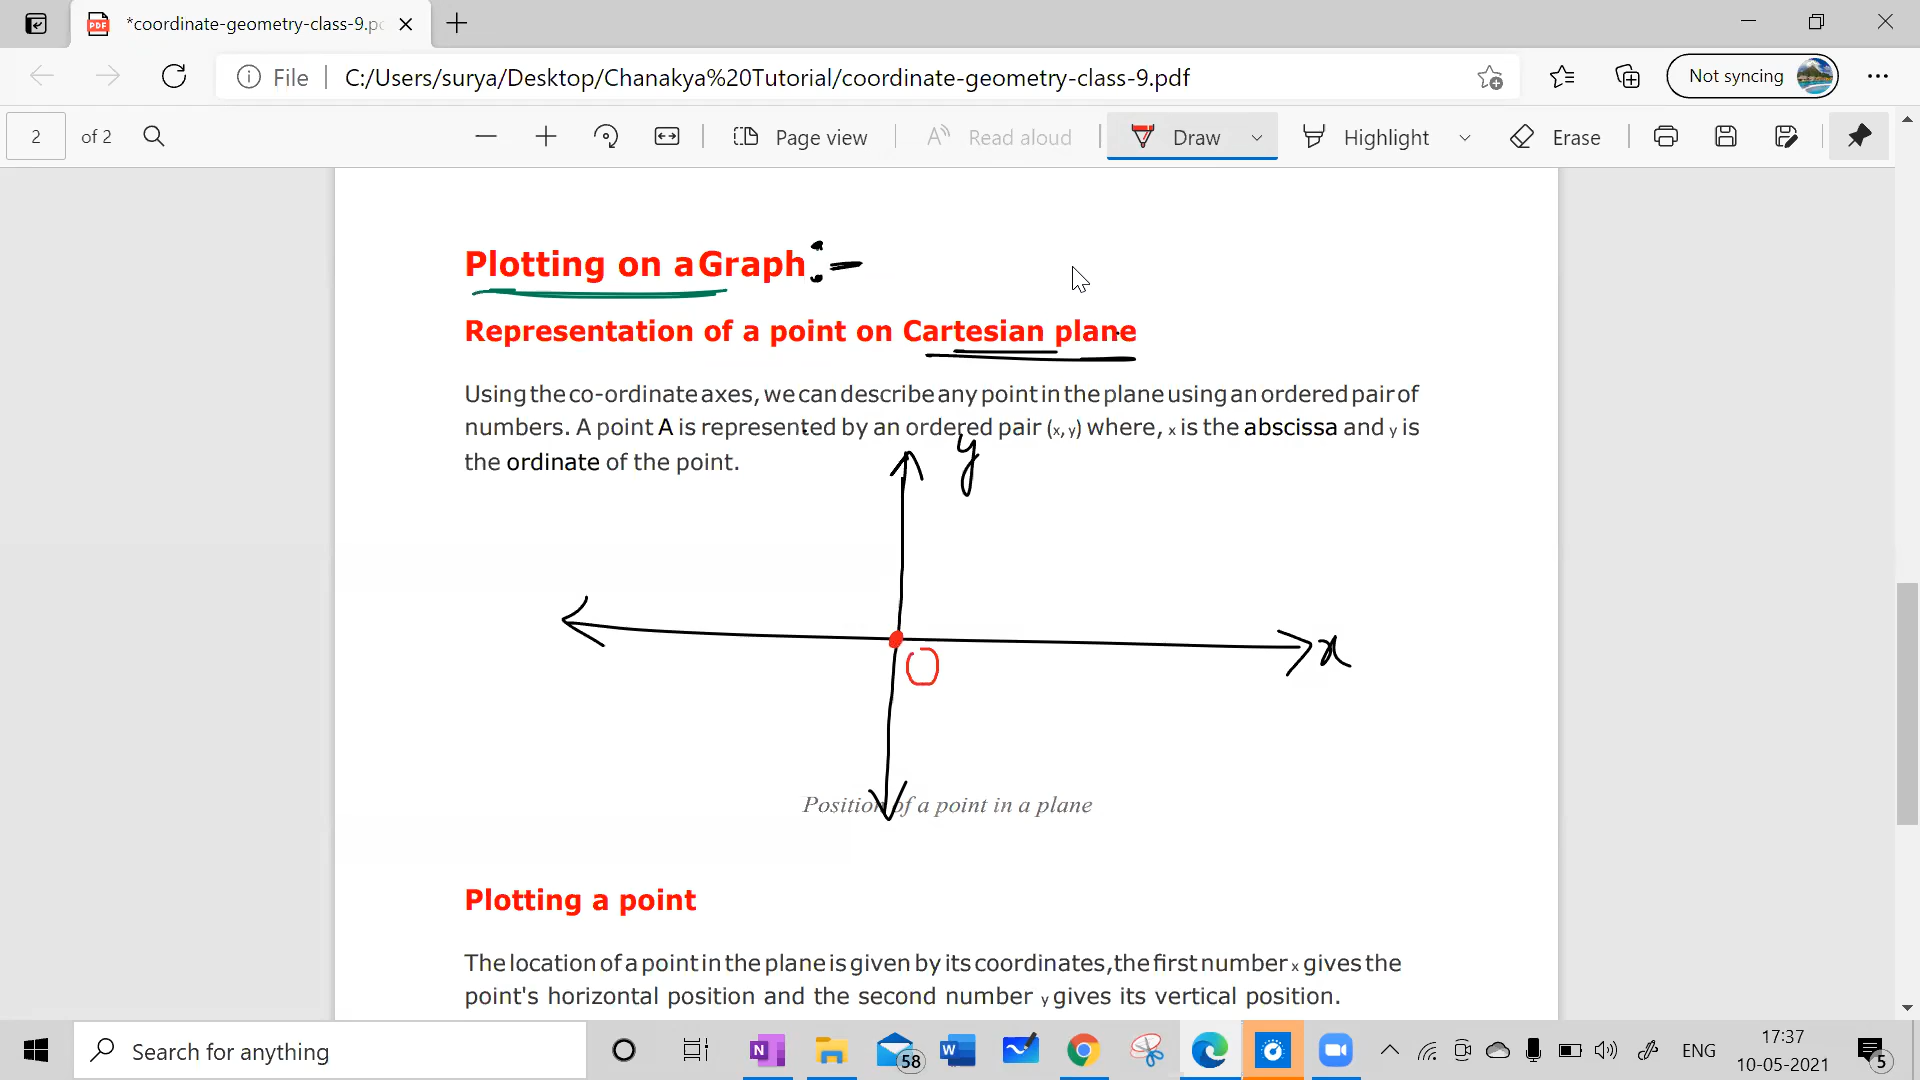 *coordinate-geometry-class-9.pd
File
C:/Users/surya/Desktop/Chanakya%20Tutorial/coordinate-geometry-class-9.pdf
Not syncing
2 of 2
Page view
Read aloud
Draw
Highlight
Erase
Plotting on a Graph :-
Representation of a point on Cartesian plane
Using the co-ordinate axes, we can describe any point in the plane using an ordered pair of
numbers. A point A is represented by an ordered pair (x, y) where, x is the abscissa and y is
the ordinate of the point.
y
x
O
Position of a point in a plane
Plotting a point
The location of a point in the plane is given by its coordinates, the first number x gives the
point's horizontal position and the second number y gives its vertical position.
Search for anything
58
ENG
17:37
10-05-2021
5